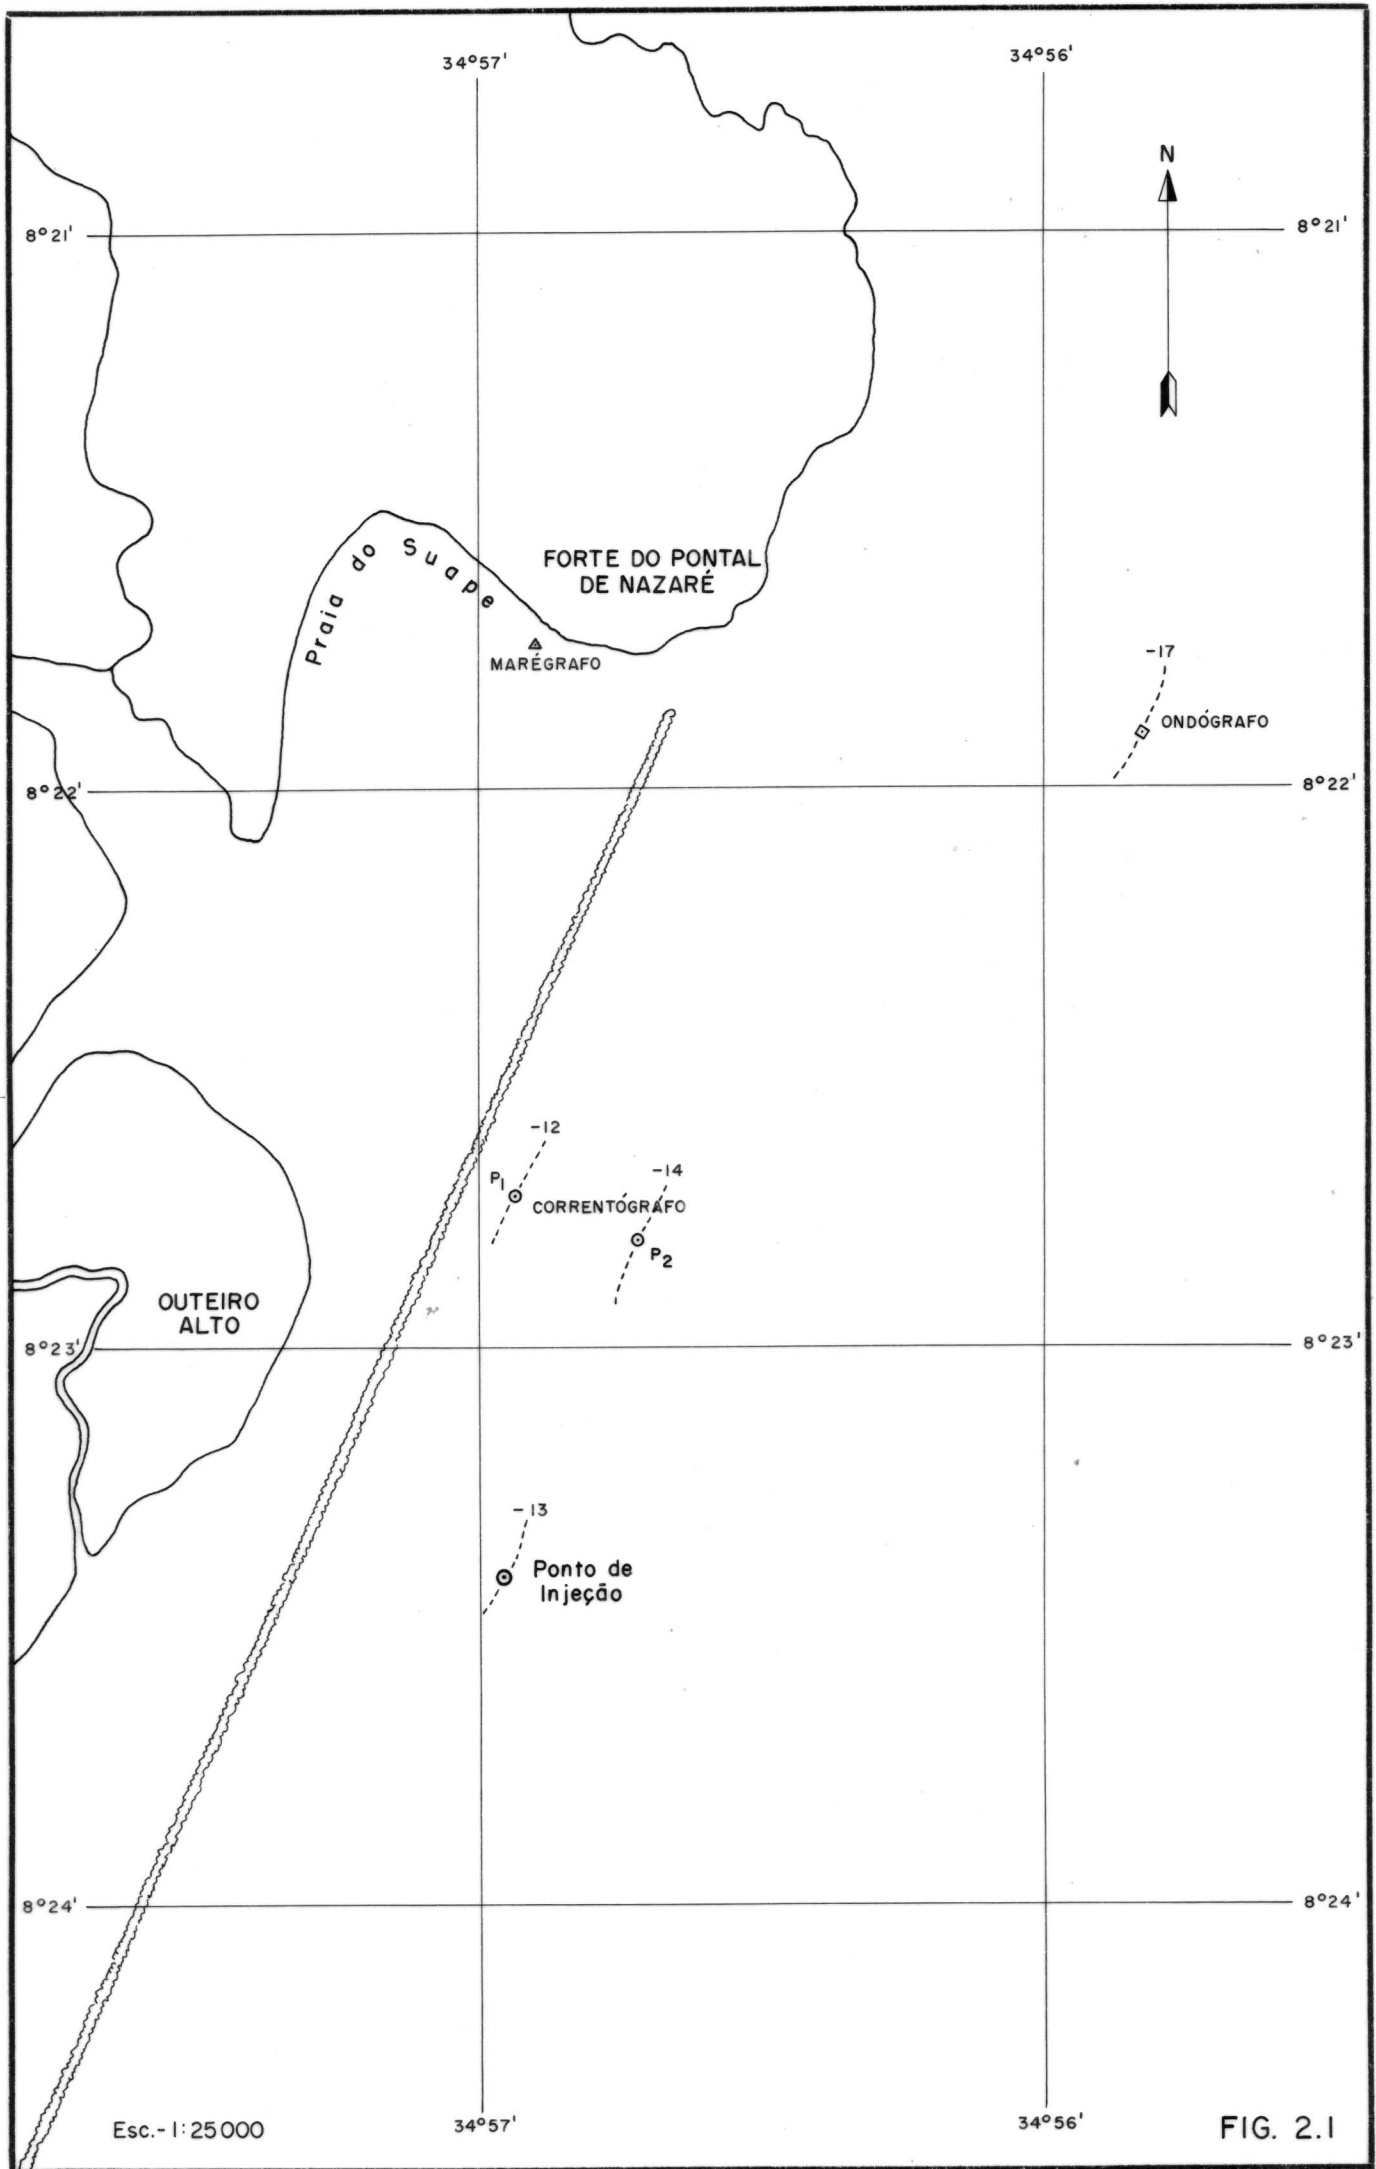 34°57'
34°56'
N
8°21'
8°21'
Praia do Suape
FORTE DO PONTAL
DE NAZARÉ
MARÉGRAFO
-17
ONDÓGRAFO
8°22'
8°22'
-12
P1
CORRENTÓGRAFO
-14
P2
OUTEIRO
ALTO
8°23'
8°23'
-13
Ponto de
Injeção
8°24'
8°24'
Esc.-1:25000
34°57'
34°56'
FIG. 2.1